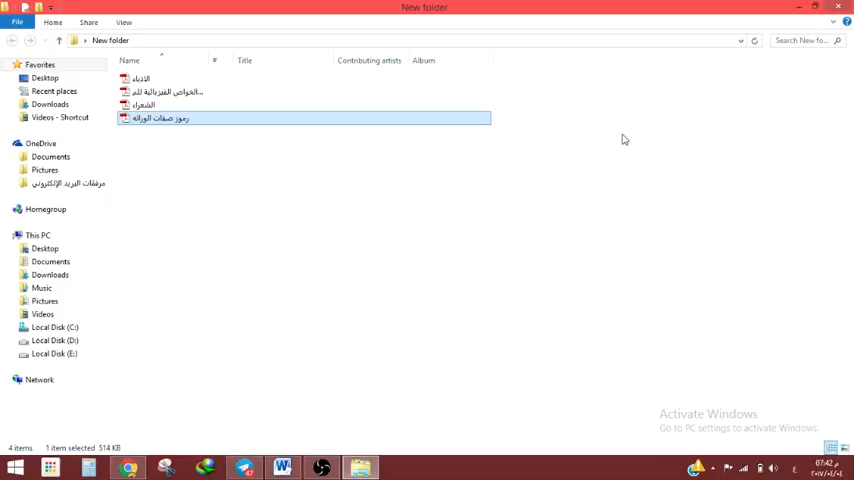 New folder
File Home Share View
New folder
Search New fo...
Name # Title Contributing artists Album
Favorites
Desktop
Recent places
Downloads
Videos - Shortcut
OneDrive
Documents
Pictures
مرفقات البريد الإلكتروني
Homegroup
This PC
Desktop
Documents
Downloads
Music
Pictures
Videos
Local Disk (C:)
Local Disk (D:)
Local Disk (E:)
Network
الادباء
الخواص الفيزيائية للم...
الشعراء
رموز صفات الوراثه
Activate Windows
Go to PC settings to activate Windows.
4 items 1 item selected 514 KB
ع
07:42 م
٢٠١٧/٠٤/٠٤